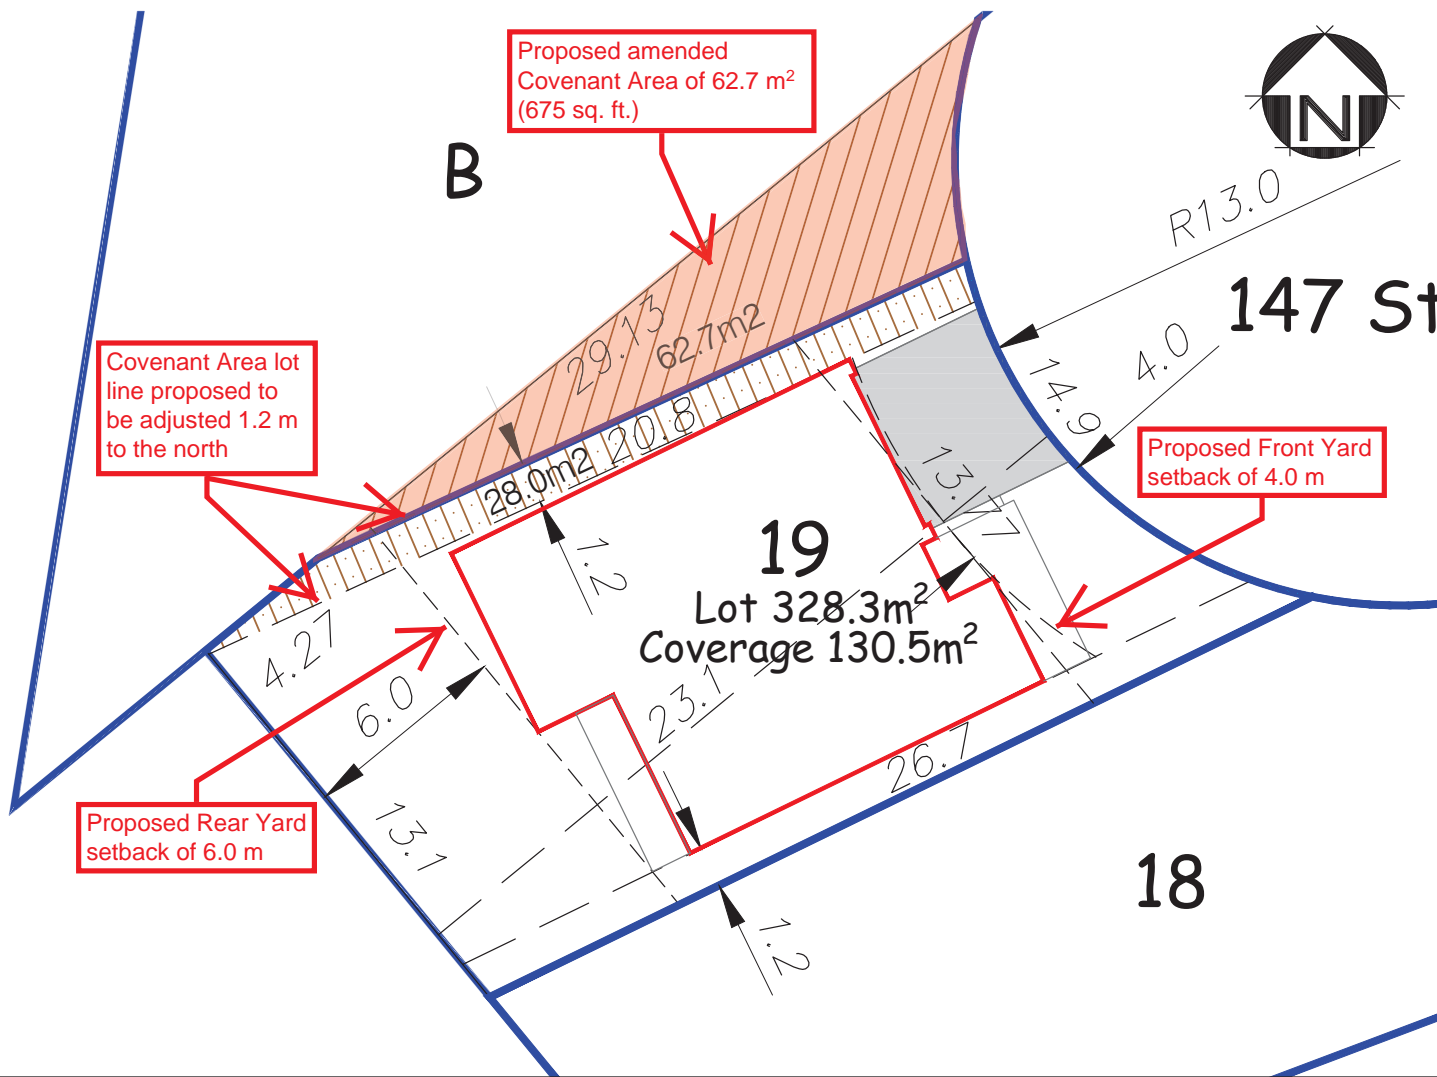 Proposed amended
Covenant Area of 62.7 m²
(675 sq. ft.)
N
B
R13.0
147 St
29.13
62.7m2
Covenant Area lot
line proposed to
be adjusted 1.2 m
to the north
14.9
4.0
20.8
28.0m2
Proposed Front Yard
setback of 4.0 m
1.2
19
Lot 328.3m²
Coverage 130.5m²
4.27
6.0
23.1
26.7
Proposed Rear Yard
setback of 6.0 m
13.1
18
1.2